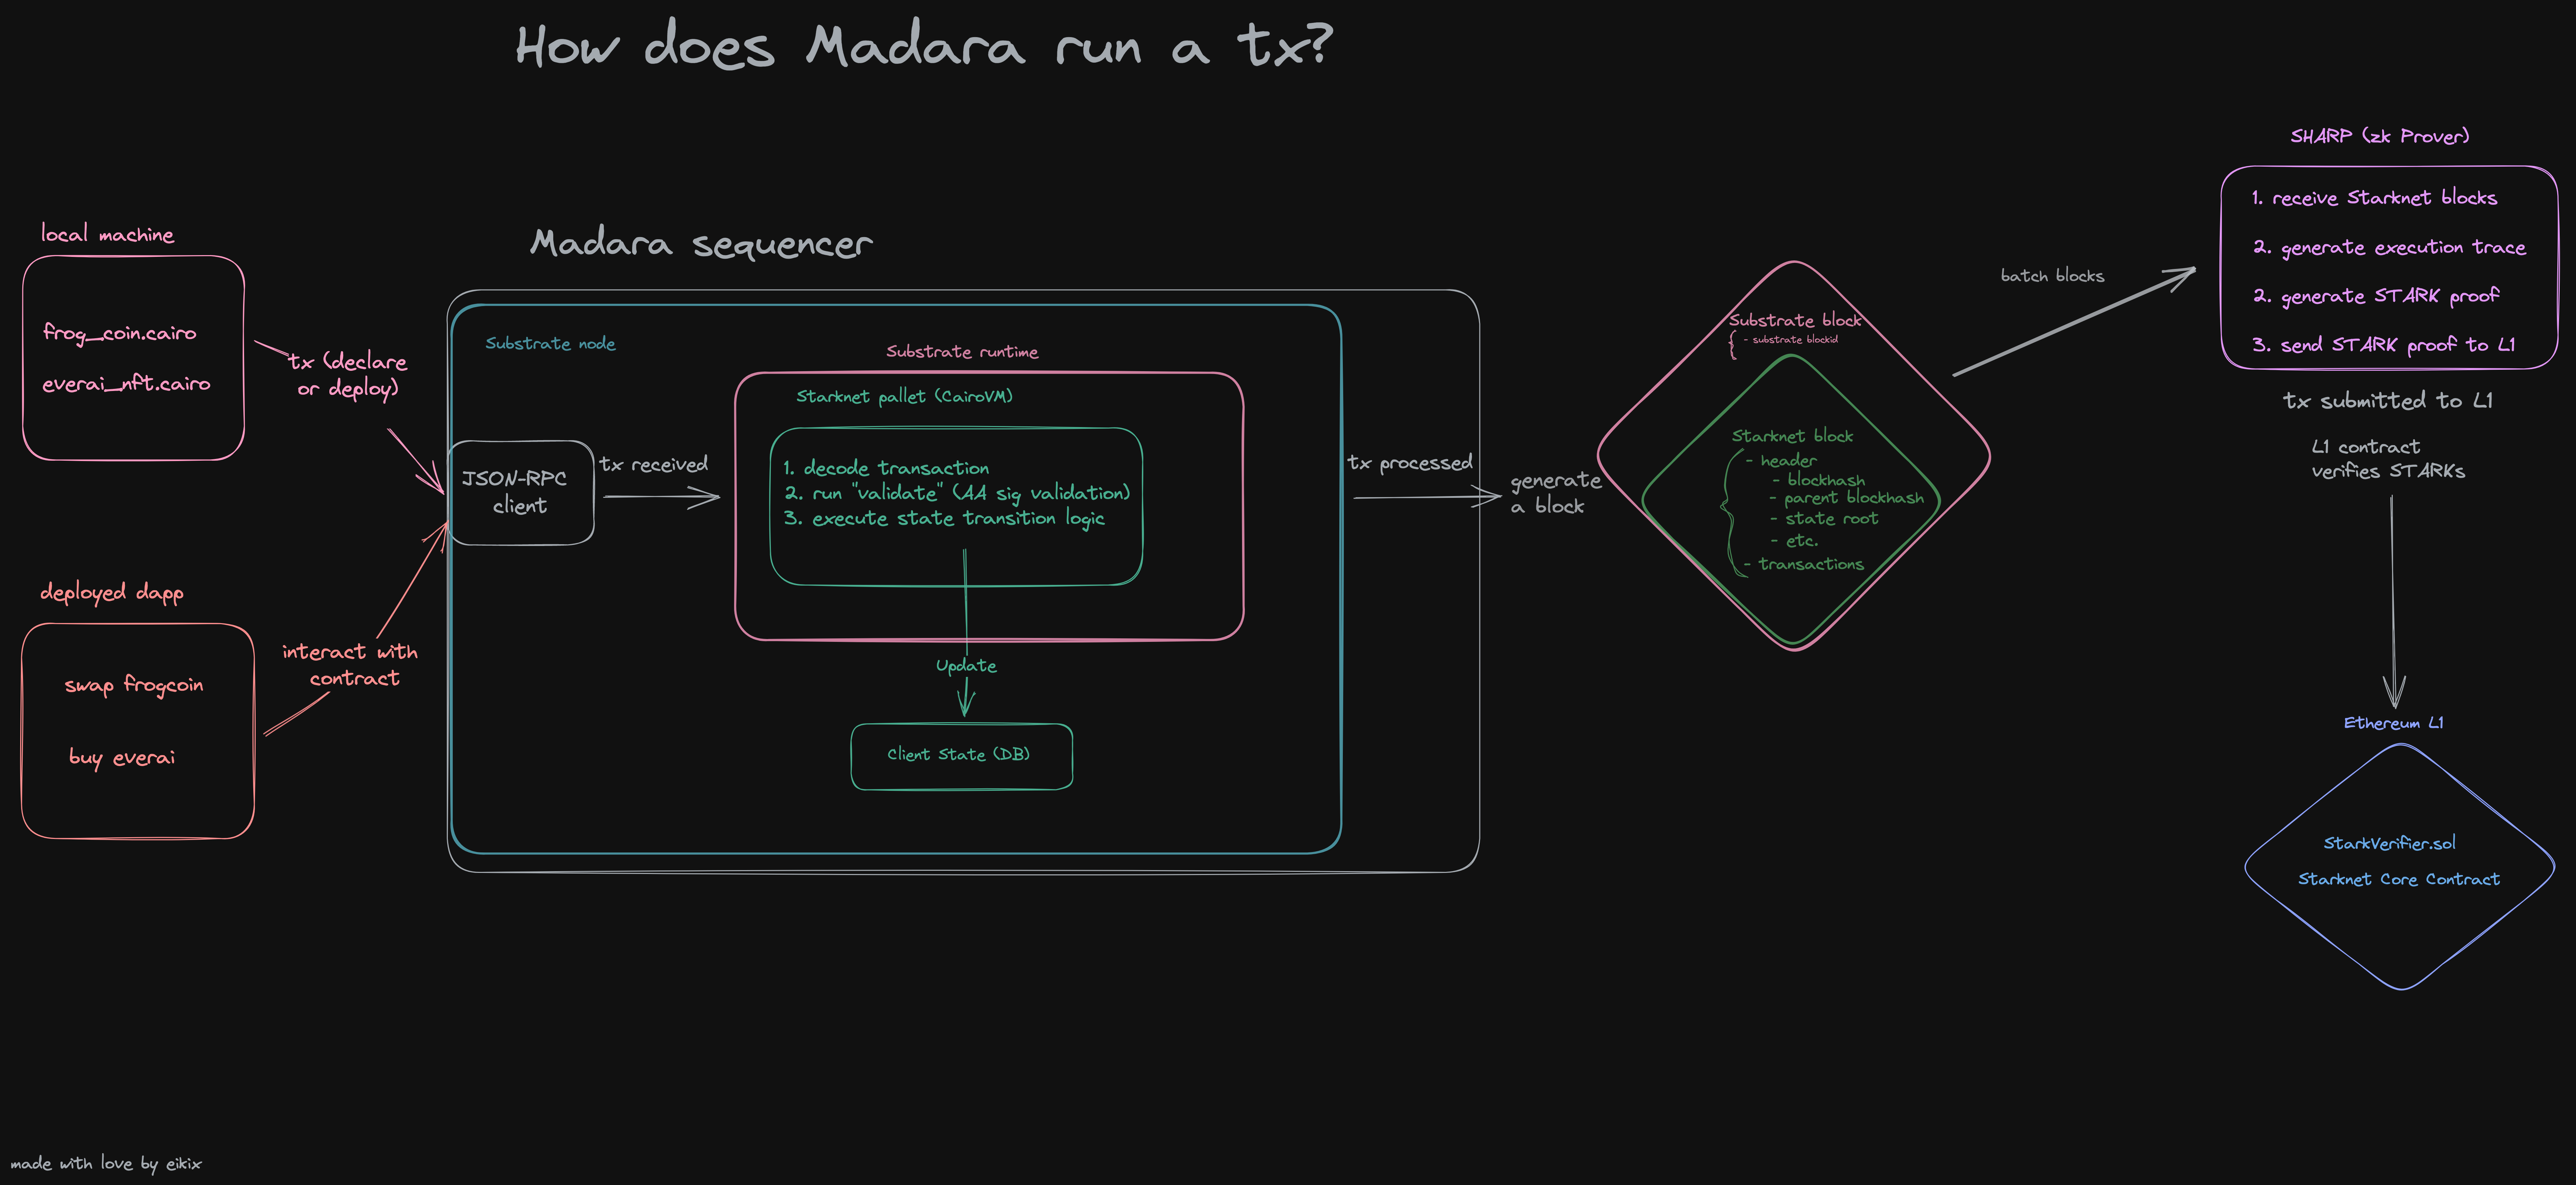 How does Madara run a tx?
local machine
frog_coin.cairo
everai_nft.cairo
tx (declare
or deploy)
deployed dapp
swap frogcoin
buy everai
interact with
contract
Madara sequencer
Substrate node
JSON-RPC
client
tx received
Substrate runtime
Starknet pallet (CairoVM)
1. decode transaction
2. run "validate" (AA sig validation)
3. execute state transition logic
Update
Client State (DB)
tx processed
generate
a block
Substrate block
- substrate blockid
Starknet block
- header
- blockhash
- parent blockhash
- state root
- etc.
- transactions
batch blocks
SHARP (zk Prover)
1. receive Starknet blocks
2. generate execution trace
2. generate STARK proof
3. send STARK proof to L1
tx submitted to L1
L1 contract
verifies STARKs
Ethereum L1
StarkVerifier.sol
Starknet Core Contract
made with love by eikix